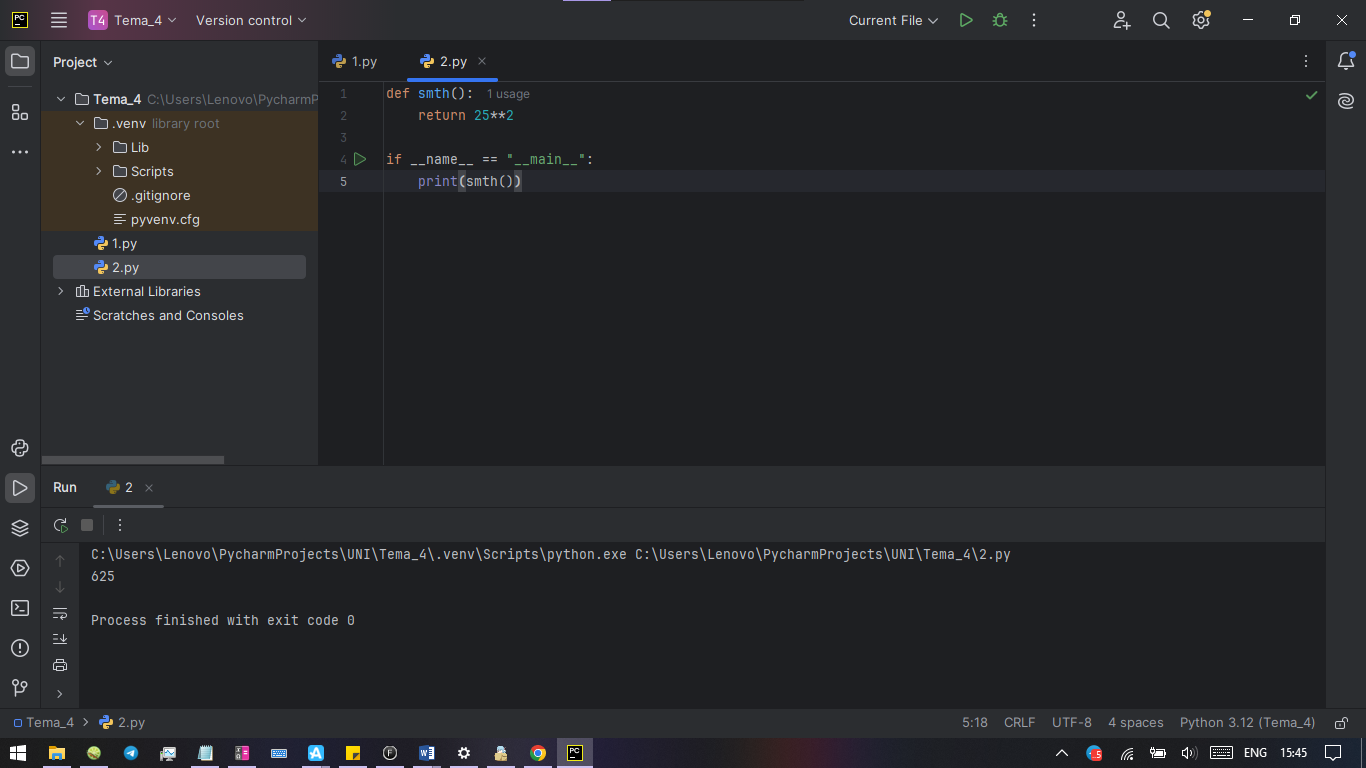 PC T4 Tema_4 Version control Current File
Project
1.py 2.py
Tema_4 C:\Users\Lenovo\PycharmP
.venv library root
Lib
Scripts
.gitignore
pyvenv.cfg
1.py
2.py
External Libraries
Scratches and Consoles
1 def smth(): 1 usage
2 return 25**2
3
4 if __name__ == "__main__":
5 print(smth())
Run 2
C:\Users\Lenovo\PycharmProjects\UNI\Tema_4\.venv\Scripts\python.exe C:\Users\Lenovo\PycharmProjects\UNI\Tema_4\2.py
625
Process finished with exit code 0
Tema_4 2.py 5:18 CRLF UTF-8 4 spaces Python 3.12 (Tema_4)
A F W PC 5 ENG 15:45